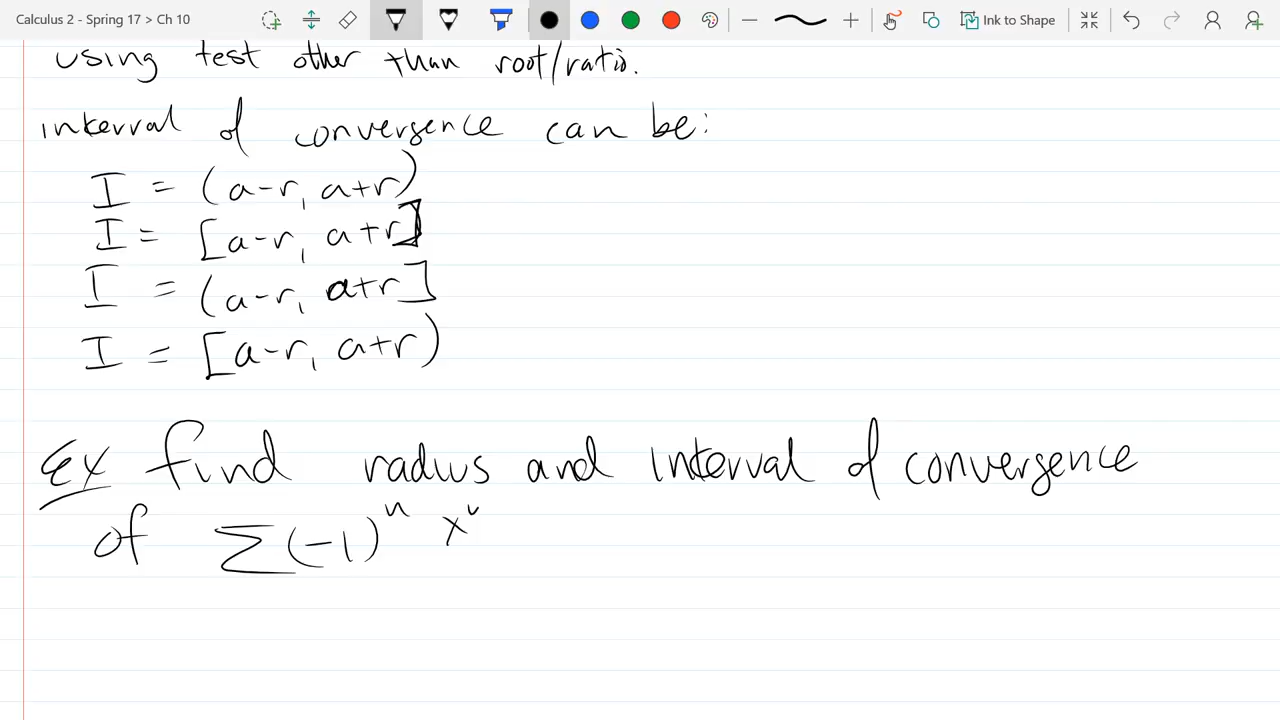 Calculus 2 - Spring 17 > Ch 10
Ink to Shape
using test other than root/ratio.
interval of convergence can be:
I = (a-r, a+r)
I = [a-r, a+r]
I = (a-r, a+r]
I = [a-r, a+r)
Ex find radius and interval of convergence
of Σ(-1)ⁿ x